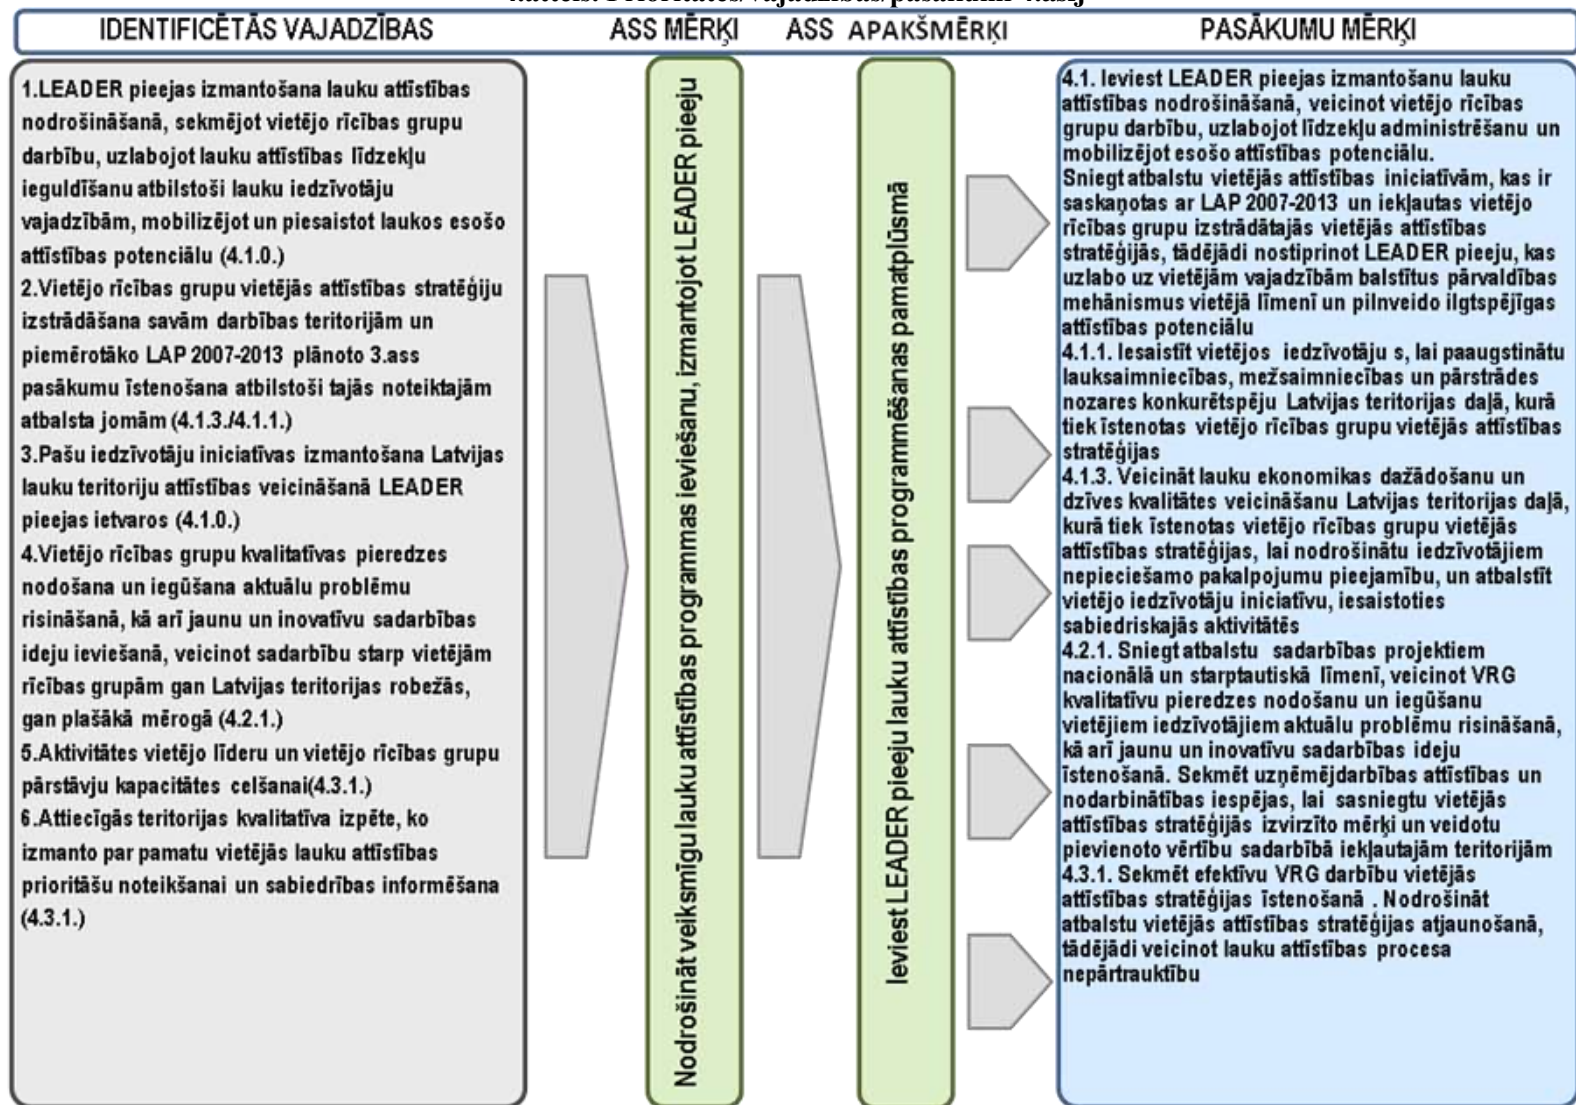 IDENTIFICĒTĀS VAJADZĪBAS
ASS MĒRĶI
ASS APAKŠMĒRĶI
PASĀKUMU MĒRĶI
1.LEADER pieejas izmantošana lauku attīstības
nodrošināšanā, sekmējot vietējo rīcības grupu
darbību, uzlabojot lauku attīstības līdzekļu
ieguldīšanu atbilstoši lauku iedzīvotāju
vajadzībām, mobilizējot un piesaistot laukos esošo
attīstības potenciālu (4.1.0.)
2.Vietējo rīcības grupu vietējās attīstības stratēģiju
izstrādāšana savām darbības teritorijām un
piemērotāko LAP 2007-2013 plānoto 3.ass
pasākumu īstenošana atbilstoši tajās noteiktajām
atbalsta jomām (4.1.3./4.1.1.)
3.Pašu iedzīvotāju iniciatīvas izmantošana Latvijas
lauku teritoriju attīstības veicināšanā LEADER
pieejas ietvaros (4.1.0.)
4.Vietējo rīcības grupu kvalitatīvas pieredzes
nodošana un iegūšana aktuālu problēmu
risināšanā, kā arī jaunu un inovatīvu sadarbības
ideju ieviešanā, veicinot sadarbību starp vietējām
rīcības grupām gan Latvijas teritorijas robežās,
gan plašākā mērogā (4.2.1.)
5.Aktivitātes vietējo līderu un vietējo rīcības grupu
pārstāvju kapacitātes celšanai(4.3.1.)
6.Attiecīgās teritorijas kvalitatīva izpēte, ko
izmanto par pamatu vietējās lauku attīstības
prioritāšu noteikšanai un sabiedrības informēšana
(4.3.1.)
Nodrošināt veiksmīgu lauku attīstības programmas ieviešanu, izmantojot LEADER pieeju
Ieviest LEADER pieeju lauku attīstības programmēšanas pamatplūsmā
4.1. Ieviest LEADER pieejas izmantošanu lauku
attīstības nodrošināšanā, veicinot vietējo rīcības
grupu darbību, uzlabojot līdzekļu administrēšanu un
mobilizējot esošo attīstības potenciālu.
Sniegt atbalstu vietējās attīstības iniciatīvām, kas ir
saskaņotas ar LAP 2007-2013 un iekļautas vietējo
rīcības grupu izstrādātajās vietējās attīstības
stratēģijās, tādējādi nostiprinot LEADER pieeju, kas
uzlabo uz vietējām vajadzībām balstītus pārvaldības
mehānismus vietējā līmenī un pilnveido ilgtspējīgas
attīstības potenciālu
4.1.1. Iesaistīt vietējos iedzīvotāju s, lai paaugstinātu
lauksaimniecības, mežsaimniecības un pārstrādes
nozares konkurētspēju Latvijas teritorijas daļā, kurā
tiek īstenotas vietējo rīcības grupu vietējās attīstības
stratēģijas
4.1.3. Veicināt lauku ekonomikas dažādošanu un
dzīves kvalitātes veicināšanu Latvijas teritorijas daļā,
kurā tiek īstenotas vietējo rīcības grupu vietējās
attīstības stratēģijas, lai nodrošinātu iedzīvotājiem
nepieciešamo pakalpojumu pieejamību, un atbalstīt
vietējo iedzīvotāju iniciatīvu, iesaistoties
sabiedriskajās aktivitātēs
4.2.1. Sniegt atbalstu sadarbības projektiem
nacionālā un starptautiskā līmenī, veicinot VRG
kvalitatīvu pieredzes nodošanu un iegūšanu
vietējiem iedzīvotājiem aktuālu problēmu risināšanā,
kā arī jaunu un inovatīvu sadarbības ideju
īstenošanā. Sekmēt uzņēmējdarbības attīstības un
nodarbinātības iespējas, lai sasniegtu vietējās
attīstības stratēģijās izvirzīto mērķi un veidotu
pievienoto vērtību sadarbībā iekļautajām teritorijām
4.3.1. Sekmēt efektīvu VRG darbību vietējās
attīstības stratēģijas īstenošanā . Nodrošināt
atbalstu vietējās attīstības stratēģijas atjaunošanā,
tādējādi veicinot lauku attīstības procesa
nepārtrauktību